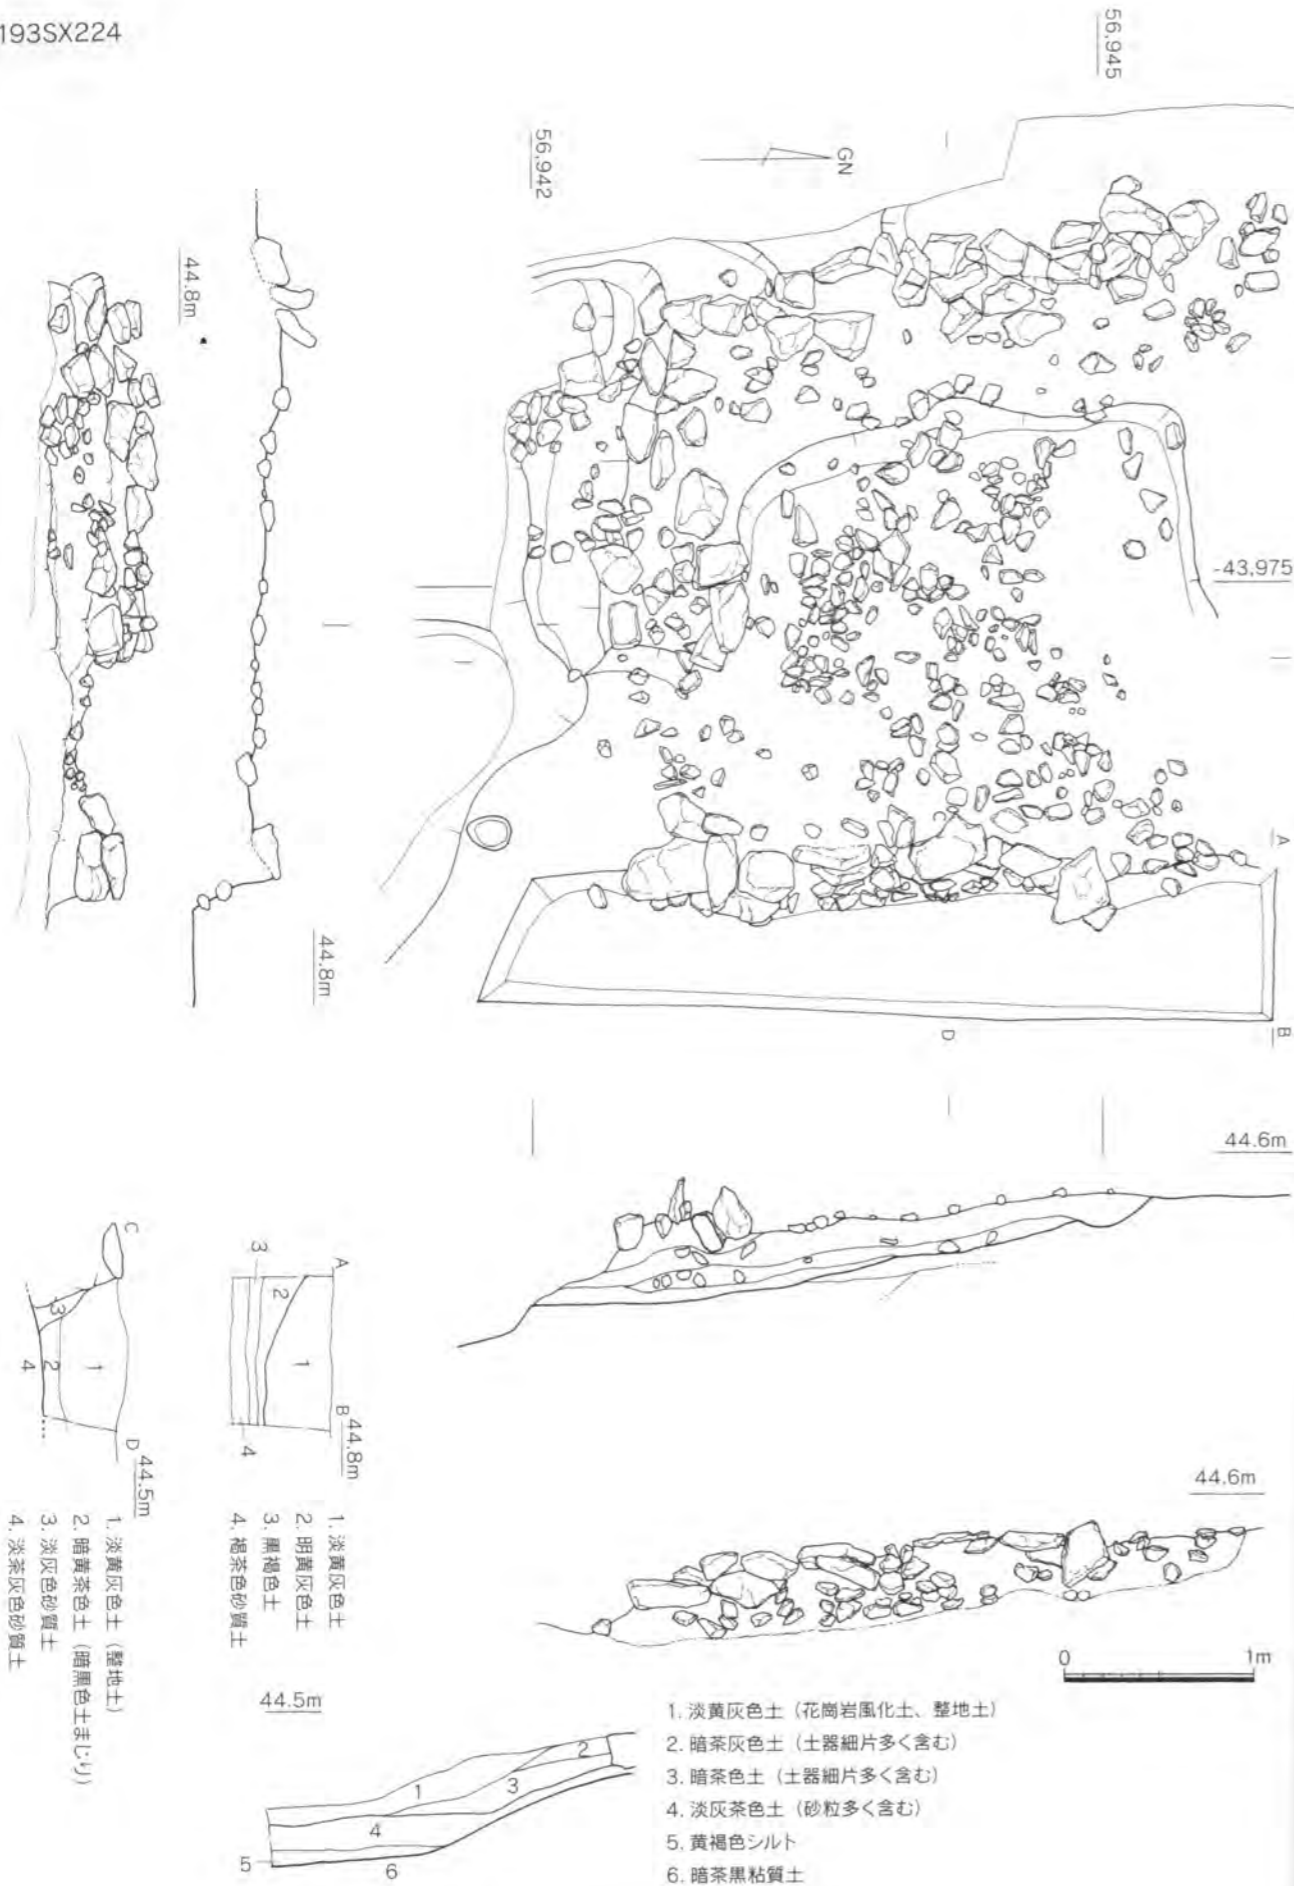 193SX224
56,945
56,942
GN
44.8m
-43,975
A
44.8m
C
B
D
44.6m
C
3
4
2
1
D
44.5m
A
3
2
1
B
4
44.8m
44.6m
1. 淡黄灰色土(整地土)
2. 暗黄茶色土(暗黒色土まじり)
3. 淡灰色砂質土
4. 淡茶灰色砂質土
1. 淡黄灰色土
2. 明黄灰色土
3. 黒褐色土
4. 褐茶色砂質土
0 1m
44.5m
1
2
3
4
5
6
1. 淡黄灰色土(花崗岩風化土、整地土)
2. 暗茶灰色土(土器細片多く含む)
3. 暗茶色土(土器細片多く含む)
4. 淡灰茶色土(砂粒多く含む)
5. 黄褐色シルト
6. 暗茶黒粘質土